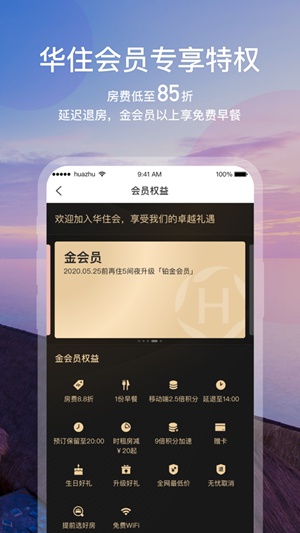 华住会员专享特权
房费低至85折
延迟退房，金会员以上享免费早餐
huazhu 9:41 AM 100%
会员权益
欢迎加入华住会，享受我们的卓越礼遇
金会员
2020.05.25前再住5间夜升级「铂金会员」
H
金会员权益
房费8.8折 1份早餐 移动端2.5倍积分 延退至14:00
预订保留至20:00 时租房减¥20起 9倍积分加速 赠卡
生日好礼 升级好礼 全网最低价 无忧取消
提前选好房 免费WiFi